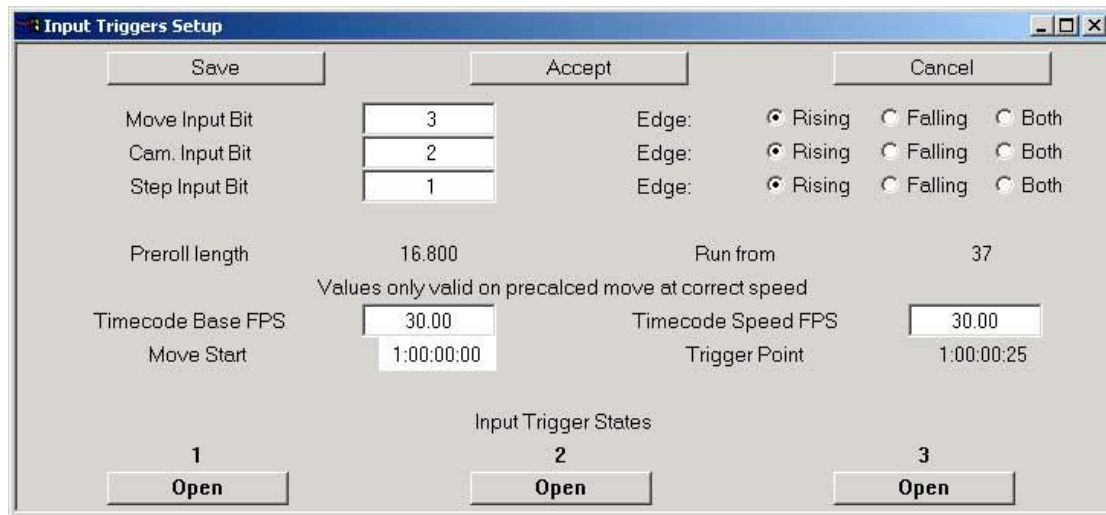 Input Triggers Setup
Save Accept Cancel
Move Input Bit 3 Edge: Rising Falling Both
Cam. Input Bit 2 Edge: Rising Falling Both
Step Input Bit 1 Edge: Rising Falling Both
Preroll length 16.800 Run from 37
Values only valid on precalced move at correct speed
Timecode Base FPS 30.00 Timecode Speed FPS 30.00
Move Start 1:00:00:00 Trigger Point 1:00:00:25
Input Trigger States
1 2 3
Open Open Open